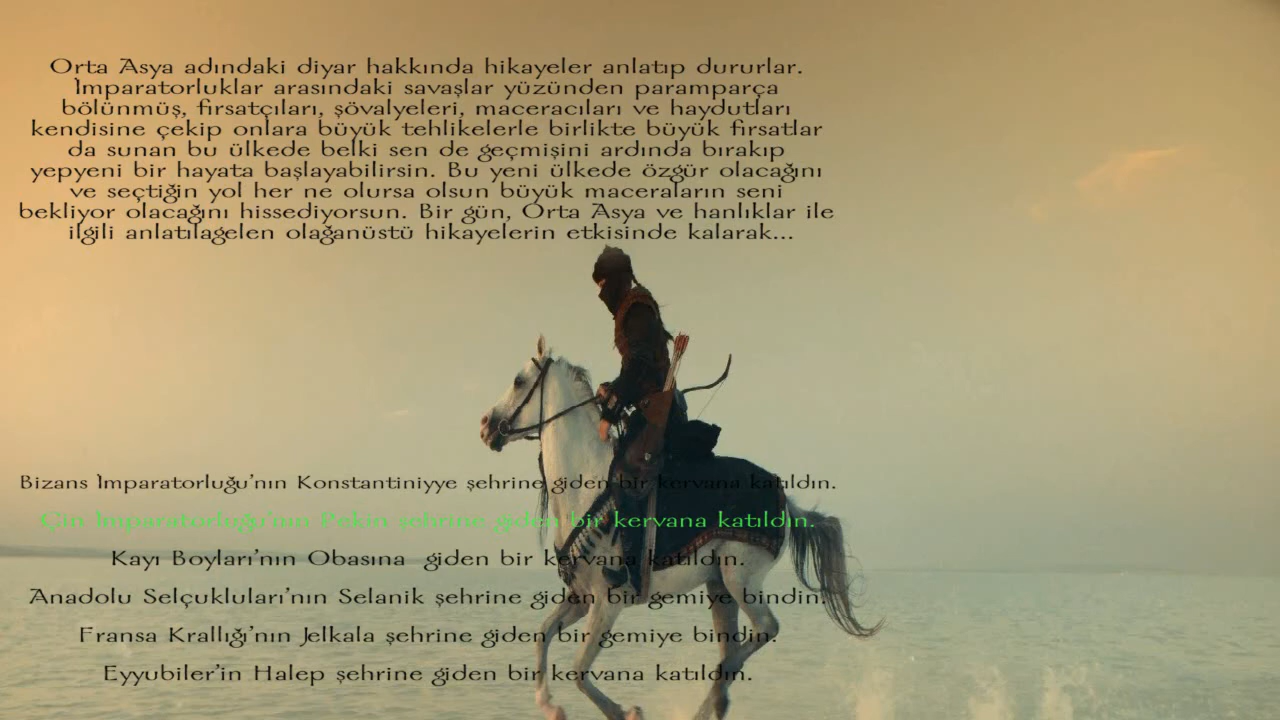 Orta Asya adındaki diyar hakkında hikayeler anlatıp dururlar.
İmparatorluklar arasındaki savaşlar yüzünden paramparça
bölünmüş, fırsatçıları, şövalyeleri, maceracıları ve haydutları
kendisine çekip onlara büyük tehlikelerle birlikte büyük fırsatlar
da sunan bu ülkede belki sen de geçmişini ardında bırakıp
yepyeni bir hayata başlayabilirsin. Bu yeni ülkede özgür olacağını
ve seçtiğin yol her ne olursa olsun büyük maceraların seni
bekliyor olacağını hissediyorsun. Bir gün, Orta Asya ve hanlıklar ile
ilgili anlatılagelen olağanüstü hikayelerin etkisinde kalarak...
Bizans İmparatorluğu'nın Konstantiniyye şehrine giden bir kervana katıldın.
Çin İmparatorluğu'nın Pekin şehrine giden bir kervana katıldın.
Kayı Boyları'nın Obasına giden bir kervana katıldın.
Anadolu Selçukluları'nın Selanik şehrine giden bir gemiye bindin.
Fransa Krallığı'nın Jelkala şehrine giden bir gemiye bindin.
Eyyubiler'in Halep şehrine giden bir kervana katıldın.